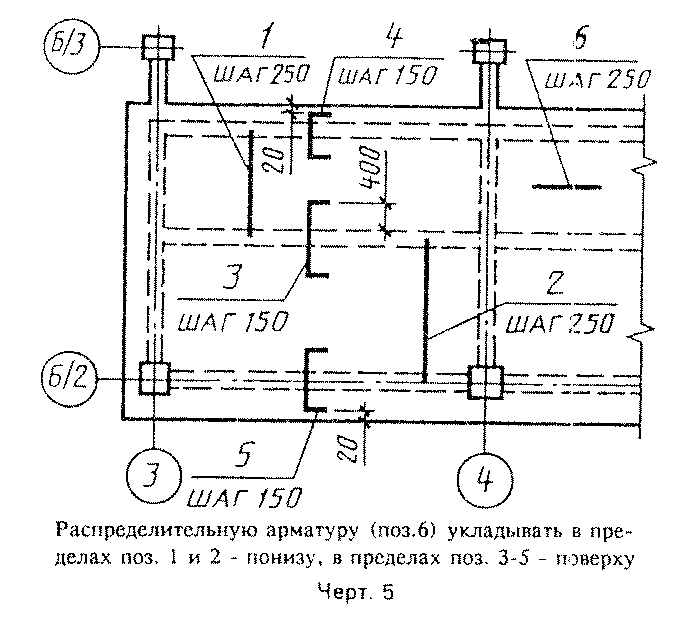 Б/3
1
ШАГ 250
4
ШАГ 150
6
ШАГ 250
20
400
3
ШАГ 150
2
ШАГ 250
Б/2
5
ШАГ 150
20
3
4
Распределительную арматуру (поз.6) укладывать в пре-
делах поз. 1 и 2 - понизу, в пределах поз. 3-5 - поверху
Черт. 5